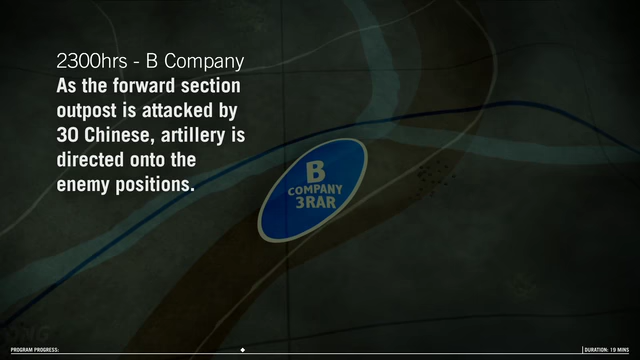 2300hrs - B Company
As the forward section
outpost is attacked by
30 Chinese, artillery is
directed onto the
enemy positions.
B
COMPANY
3RAR
PROGRAM PROGRESS:
DURATION: 19 MINS